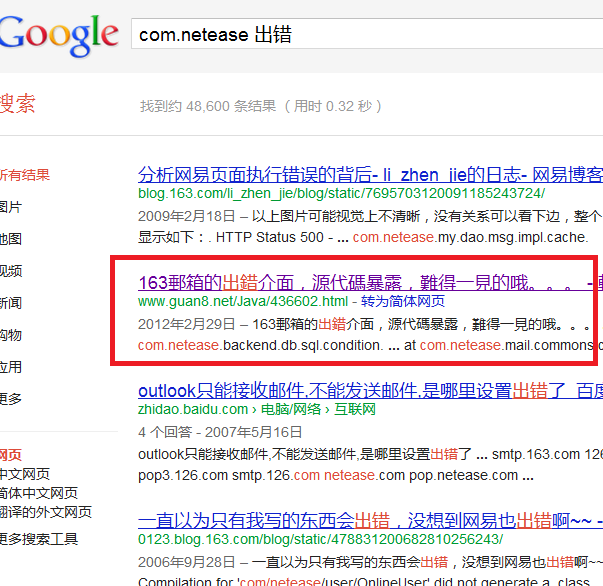 Google
com.netease 出错
搜索
找到约 48,600 条结果 （用时 0.32 秒）
所有结果
图片
地图
视频
新闻
购物
应用
更多
网页
中文网页
简体中文网页
翻译的外文网页
更多搜索工具
分析网易页面执行错误的背后- li_zhen_jie的日志- 网易博客
blog.163.com/li_zhen_jie/blog/static/7695703120091185243724/
2009年2月18日 – 以上图片可能视觉上不清晰，没有关系可以看下边，整个
显示如下：. HTTP Status 500 - ... com.netease.my.dao.msg.impl.cache.
163郵箱的出錯介面，源代碼暴露，難得一見的哦。。。 -
www.guan8.net/Java/436602.html - 转为简体网页
2012年2月29日 – 163郵箱的出錯介面，源代碼暴露，難得一見的哦。。。
com.netease.backend.db.sql.condition. ... at com.netease.mail.commons
outlook只能接收邮件,不能发送邮件,是哪里设置出错了_百度
zhidao.baidu.com › 电脑/网络 › 互联网
4 个回答 - 2007年5月16日
outlook只能接收邮件,不能发送邮件,是哪里设置出错了 ... smtp.163.com 126
pop3.126.com smtp.126.com netease.com pop.netease.com ...
一直以为只有我写的东西会出错，没想到网易也出错啊~~ -
0123.blog.163.com/blog/static/478831200682810256243/
2006年9月28日 – 一直以为只有我写的东西会出错，没想到网易也出错啊~~
Compilation for 'com/netease/user/OnlineUser' did not generate a .class